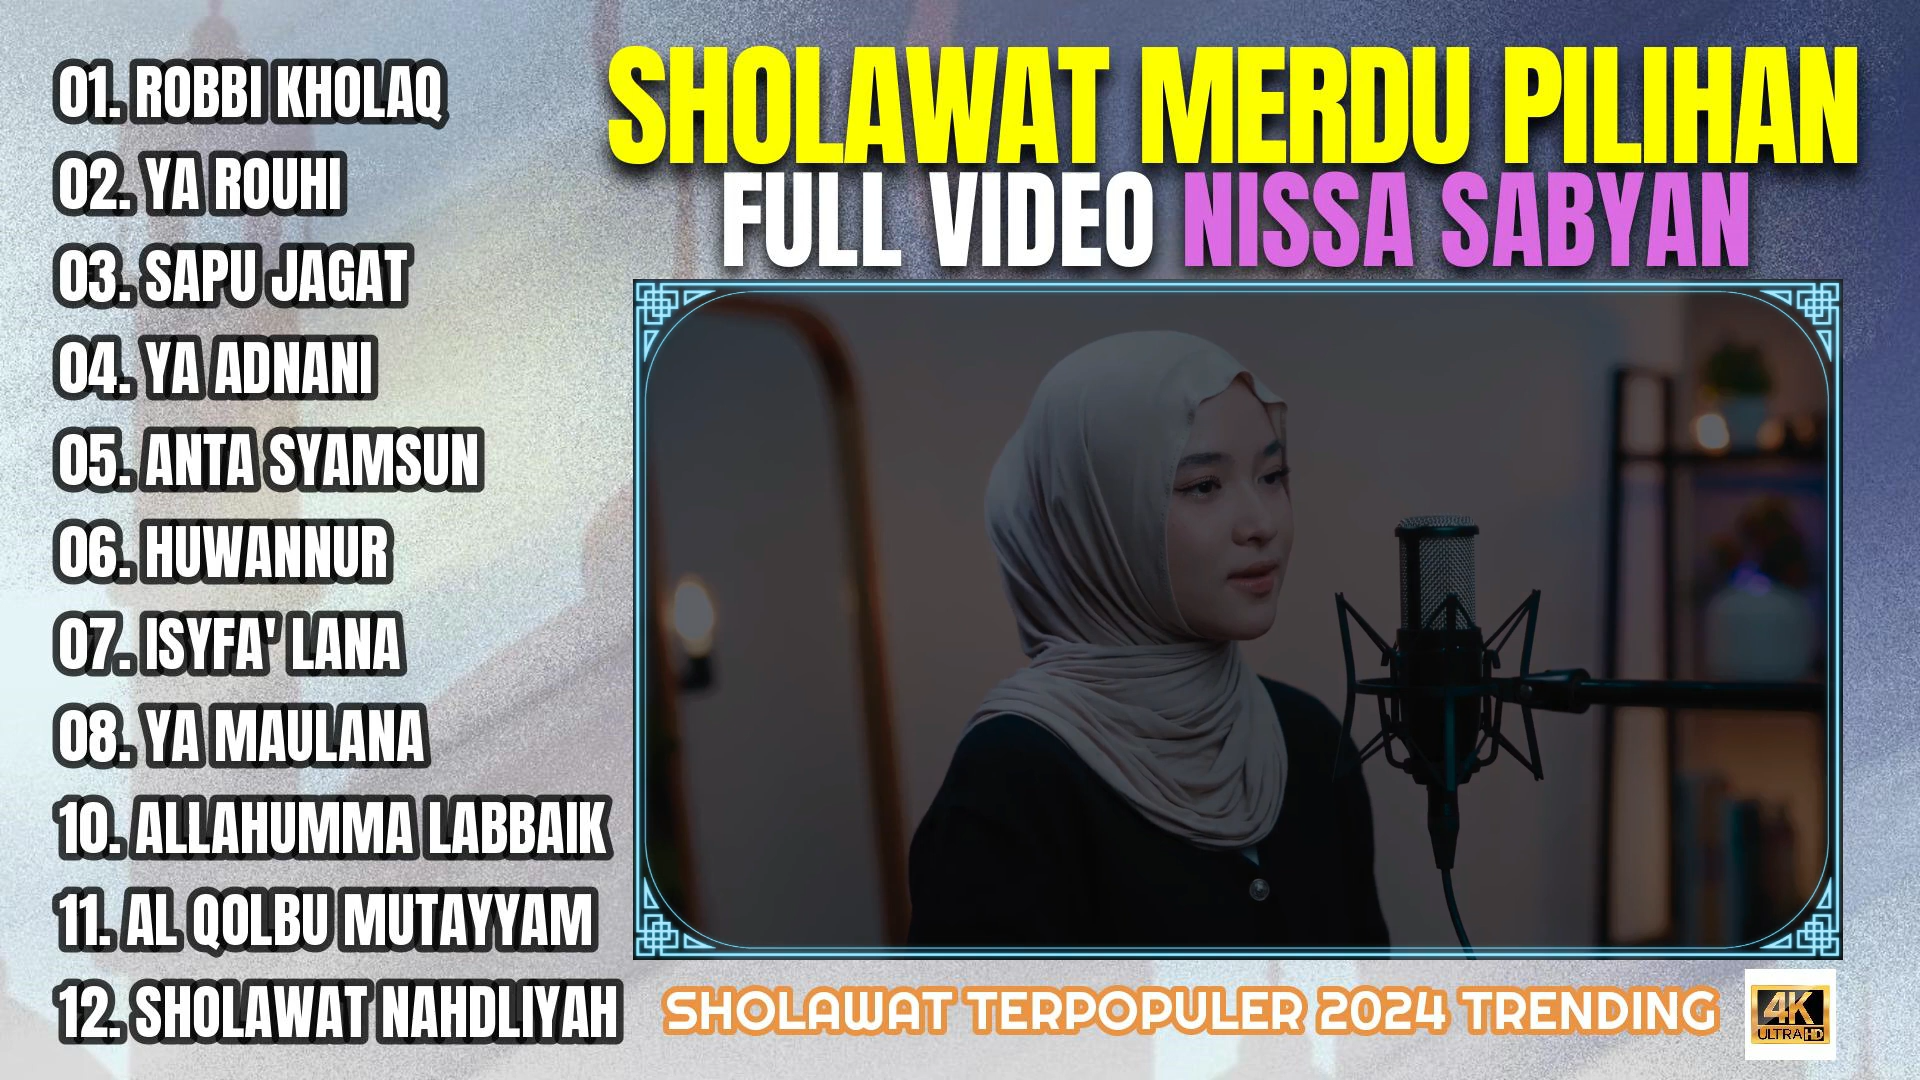 01. ROBBI KHOLAQ
02. YA ROUHI
03. SAPU JAGAT
04. YA ADNANI
05. ANTA SYAMSUN
06. HUWANNUR
07. ISYFA' LANA
08. YA MAULANA
10. ALLAHUMMA LABBAIK
11. AL QOLBU MUTAYYAM
12. SHOLAWAT NAHDLIYAH
SHOLAWAT MERDU PILIHAN
FULL VIDEO NISSA SABYAN
SHOLAWAT TERPOPULER 2024 TRENDING
4K
ULTRA HD